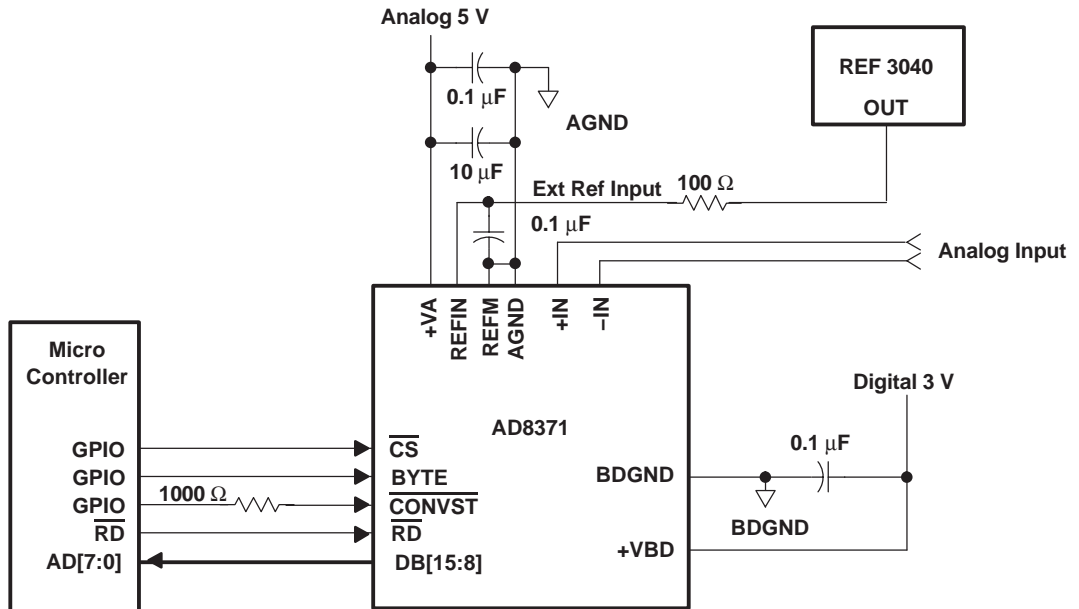 Analog 5 V
0.1 µF
AGND
10 µF
REF 3040
OUT
Ext Ref Input
100 Ω
0.1 µF
Analog Input
+VA
REFIN
REFM
AGND
+IN
−IN
Micro
Controller
GPIO
GPIO
GPIO
RD
AD[7:0]
1000 Ω
AD8371
CS
BYTE
CONVST
RD
DB[15:8]
BDGND
+VBD
Digital 3 V
0.1 µF
BDGND